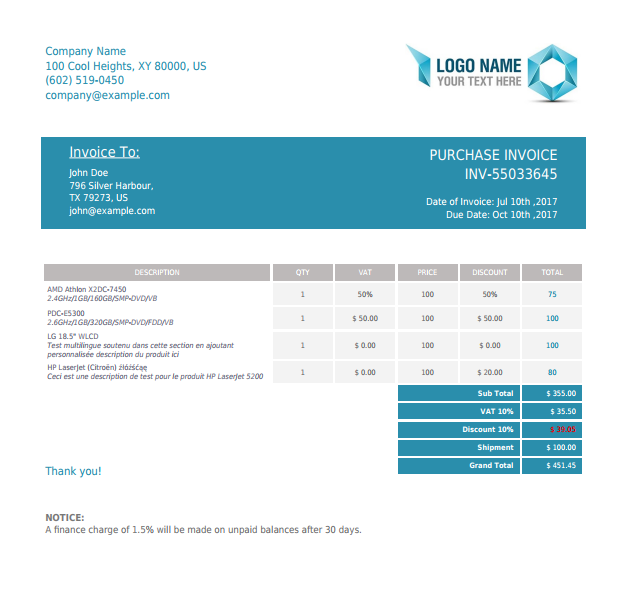 Company Name
100 Cool Heights, XY 80000, US
(602) 519-0450
company@example.com
LOGO NAME
YOUR TEXT HERE
Invoice To:
John Doe
796 Silver Harbour,
TX 79273, US
john@example.com
PURCHASE INVOICE
INV-55033645
Date of Invoice: Jul 10th ,2017
Due Date: Oct 10th ,2017
DESCRIPTION QTY VAT PRICE DISCOUNT TOTAL
AMD Athlon X2DC-7450
2.4GHz/1GB/160GB/SMP-DVD/VB
1 50% 100 50% 75
PDC-E5300
2.6GHz/1GB/320GB/SMP-DVD/FDD/VB
1 $ 50.00 100 $ 50.00 100
LG 18.5" WLCD
Test multilingue soutenu dans cette section en ajoutant
personnalisée description du produit ici
1 $ 0.00 100 $ 0.00 100
HP LaserJet (Citroën) źłóżśčąę
Ceci est une description de test pour le produit HP LaserJet 5200
1 $ 0.00 100 $ 20.00 80
Sub Total $ 355.00
VAT 10% $ 35.50
Discount 10% $ 39.05
Shipment $ 100.00
Grand Total $ 451.45
Thank you!
NOTICE:
A finance charge of 1.5% will be made on unpaid balances after 30 days.